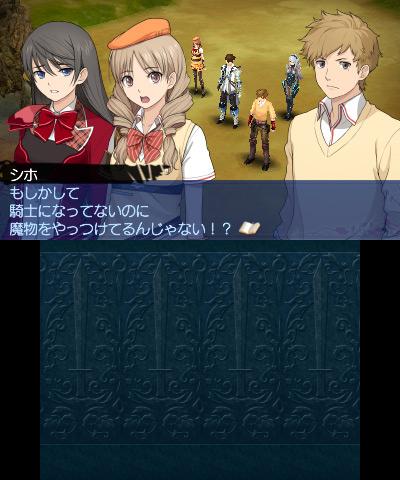 シホ
もしかして
騎士になってないのに
魔物をやっつけてるんじゃない！？